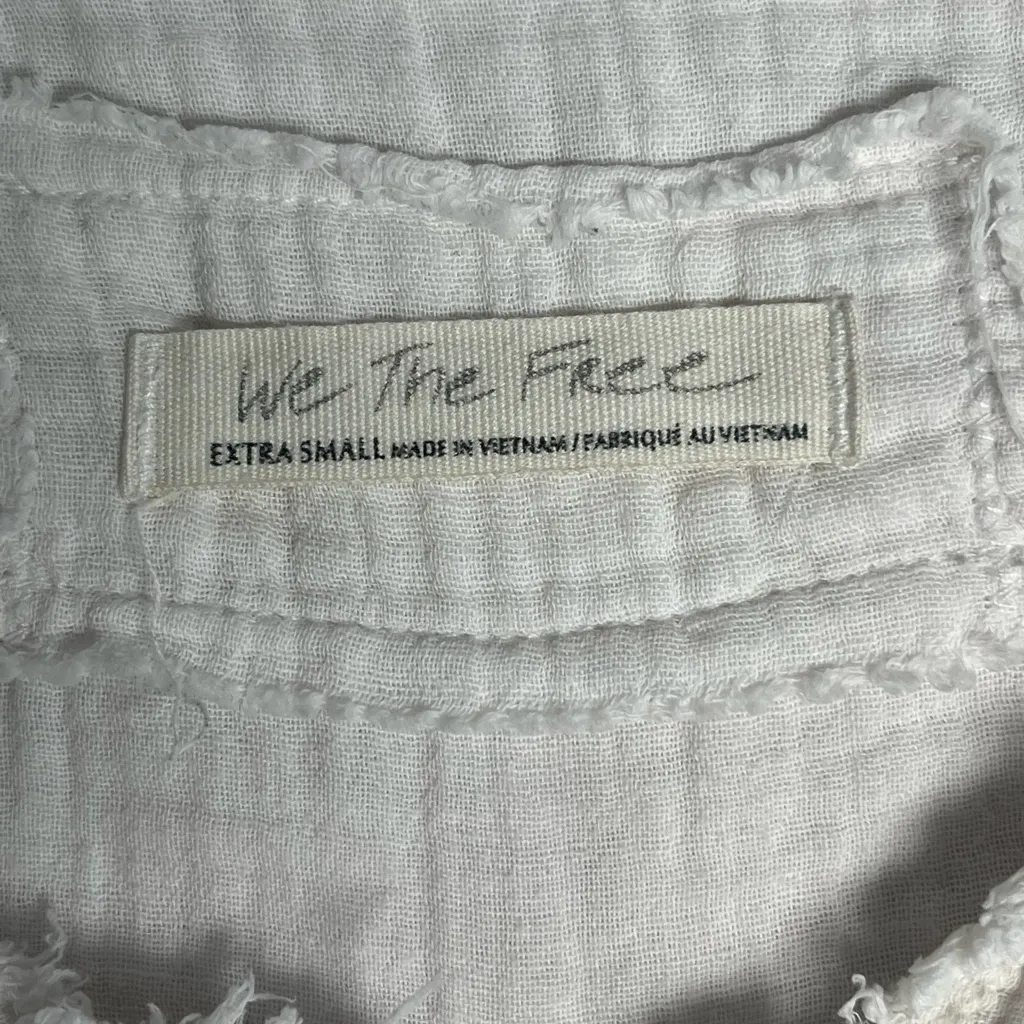 We The Free
EXTRA SMALL MADE IN VIETNAM / FABRIQUÉ AU VIETNAM